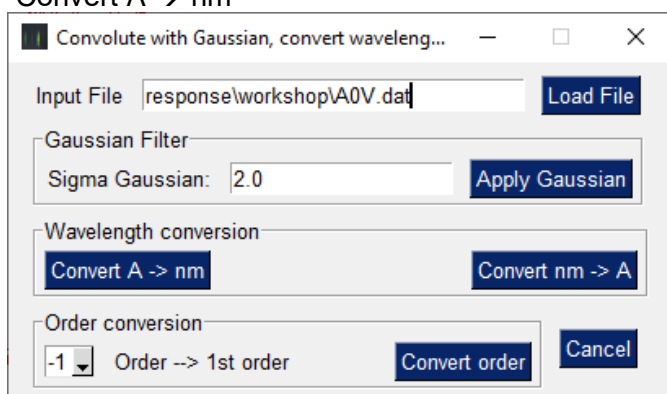 Convert A -> nm
Convolute with Gaussian, convert waveleng...
Input File response\workshop\A0V.dat Load File
Gaussian Filter
Sigma Gaussian: 2.0 Apply Gaussian
Wavelength conversion
Convert A -> nm Convert nm -> A
Order conversion
-1 Order --> 1st order Convert order Cancel